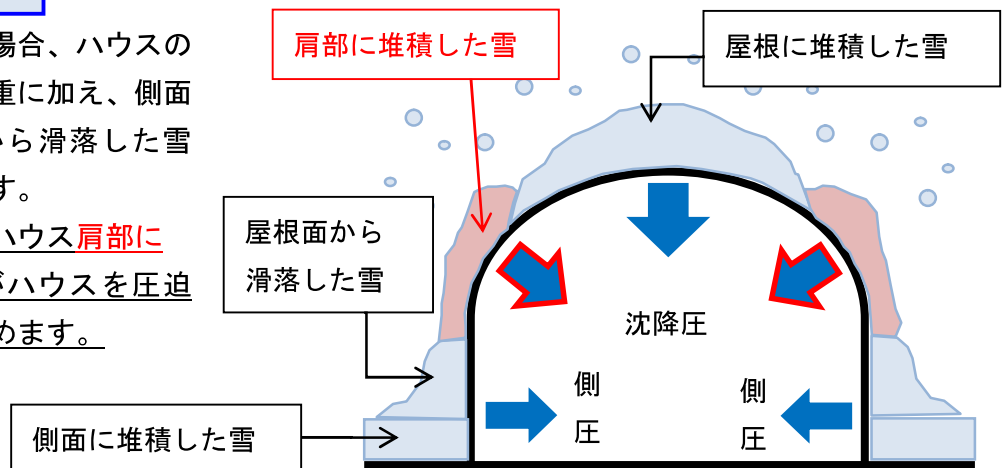 場合、ハウスの
重に加え、側面
から滑落した雪
す。
ハウス肩部に
がハウスを圧迫
めます。
肩部に堆積した雪
屋根に堆積した雪
屋根面から
滑落した雪
側面に堆積した雪
沈降圧
側圧
側圧